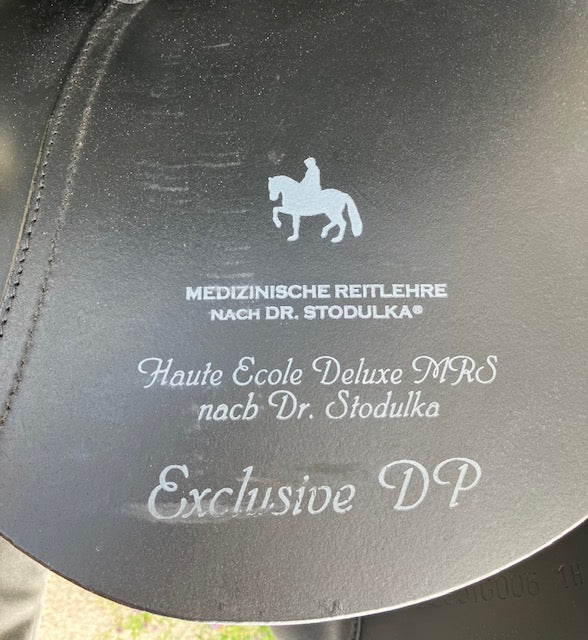 MEDIZINISCHE REITLEHRE
NACH DR. STODULKA®
Haute Ecole Deluxe MRS
nach Dr. Stodulka
Exclusive DP